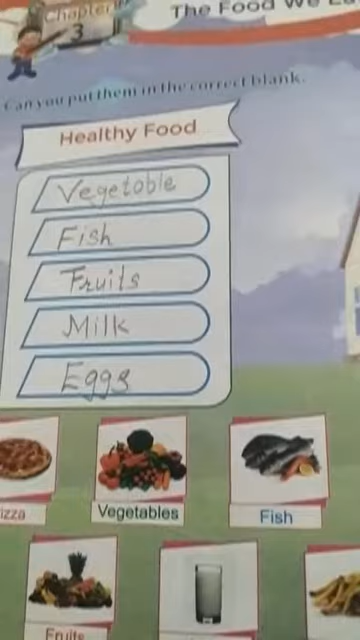 Chapter
3
The Food We Ea
Can you put them in the correct blank.
Healthy Food
Vegetoble
Fish
Fruits
Milk
Eggs
izza
Vegetables
Fish
Fruits